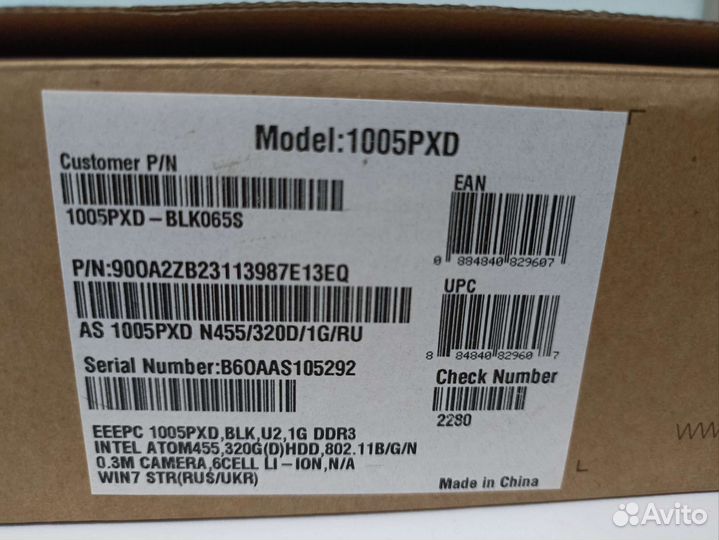 Model:1005PXD
Customer P/N
1005PXD-BLK065S
EAN
0 884840 829607
P/N:90OA2ZB23113987E13EQ
AS 1005PXD N455/320D/1G/RU
UPC
8 84840 82960 7
Serial Number:B6OAAS105292
Check Number
2280
EEEPC 1005PXD,BLK,U2,1G DDR3
INTEL ATOM455,320G(D)HDD,802.11B/G/N
0.3M CAMERA,6CELL LI-ION,N/A
WIN7 STR(RUS/UKR)
Made in China
Avito